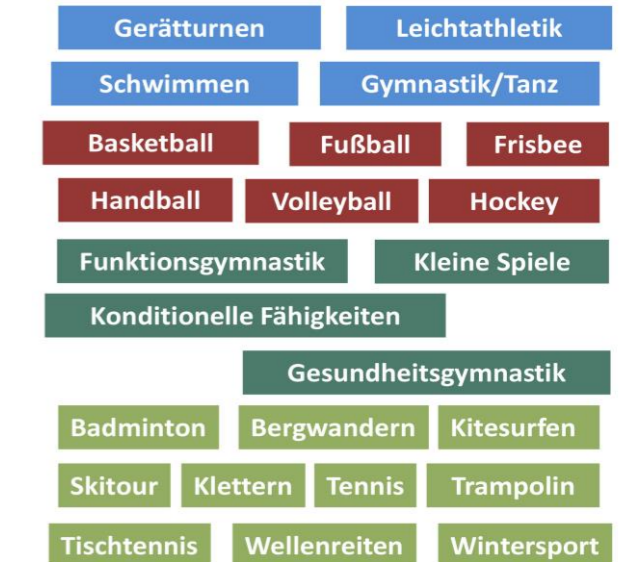 Gerätturnen Leichtathletik
Schwimmen Gymnastik/Tanz
Basketball Fußball Frisbee
Handball Volleyball Hockey
Funktionsgymnastik Kleine Spiele
Konditionelle Fähigkeiten
Gesundheitsgymnastik
Badminton Bergwandern Kitesurfen
Skitour Klettern Tennis Trampolin
Tischtennis Wellenreiten Wintersport